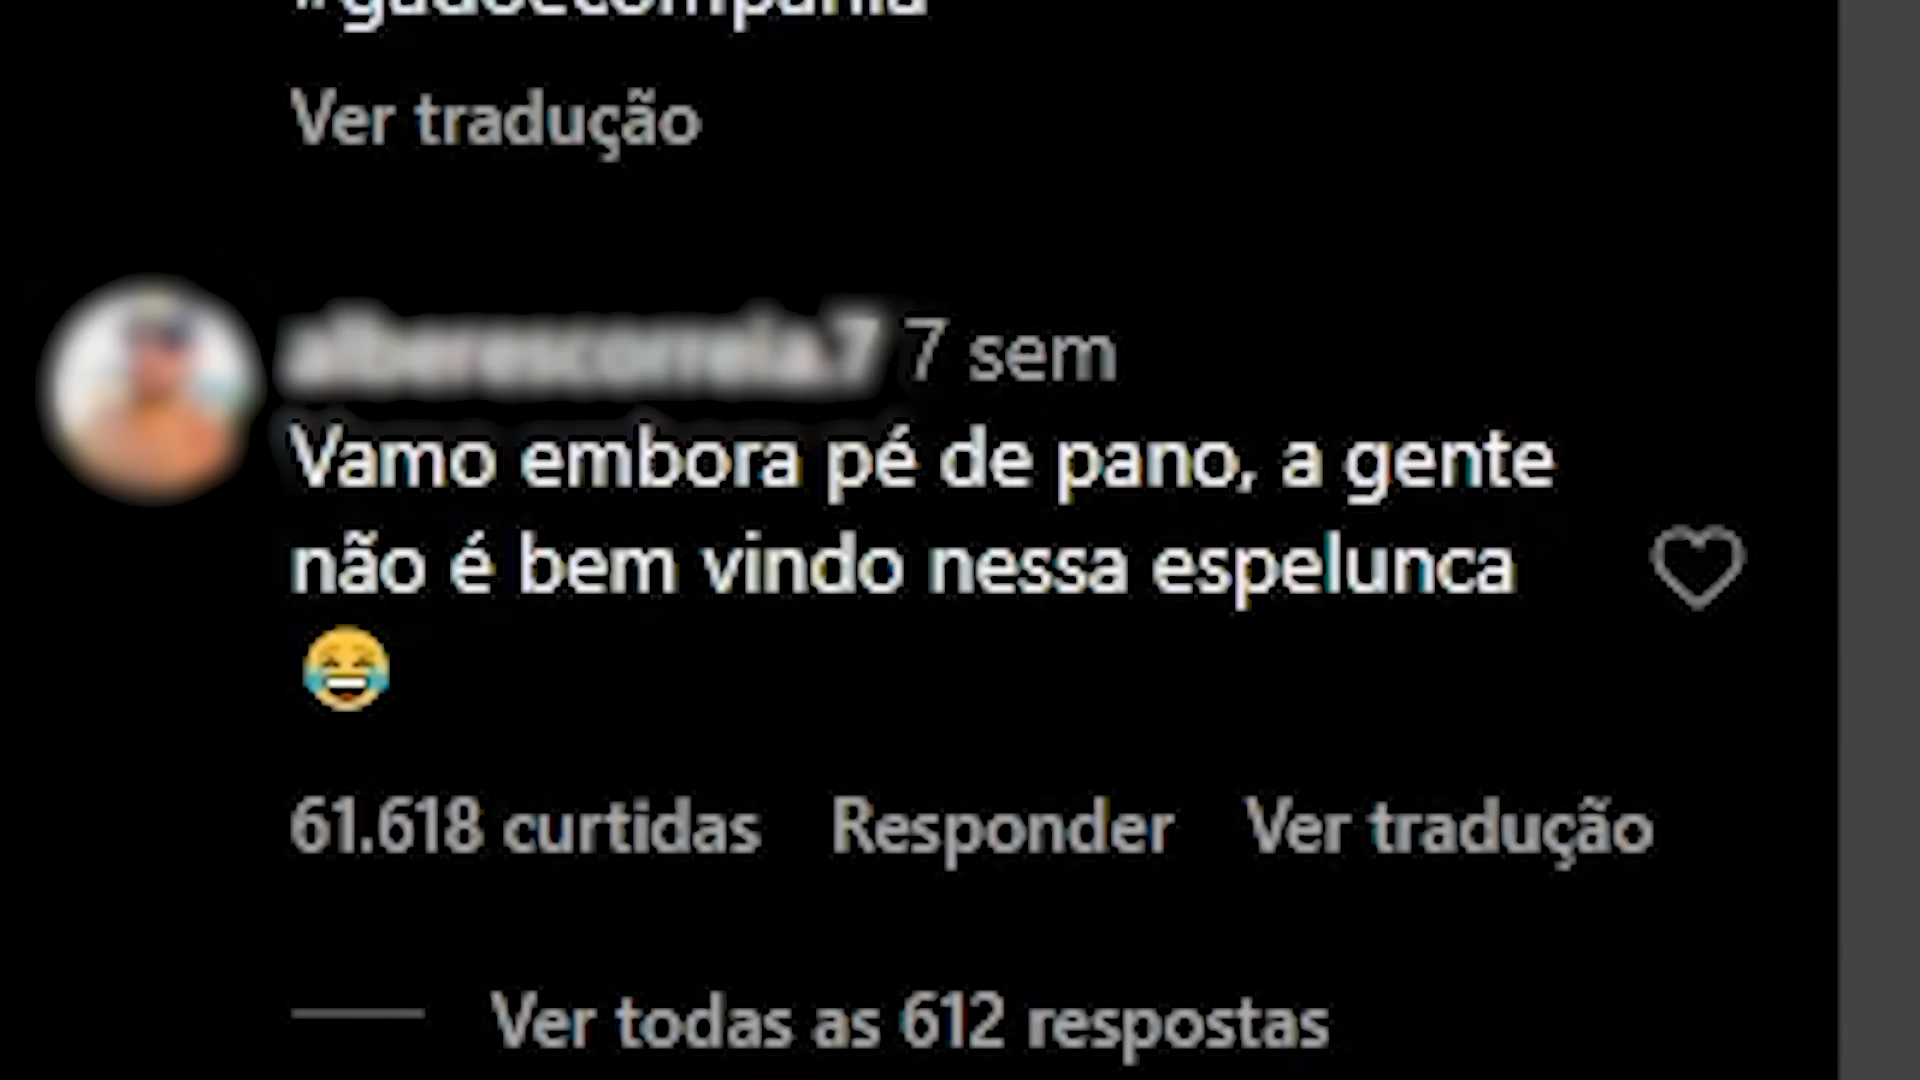 #gadoecompanhia
Ver tradução
7 sem
Vamo embora pé de pano, a gente
não é bem vindo nessa espelunca
😂
61.618 curtidas Responder Ver tradução
Ver todas as 612 respostas